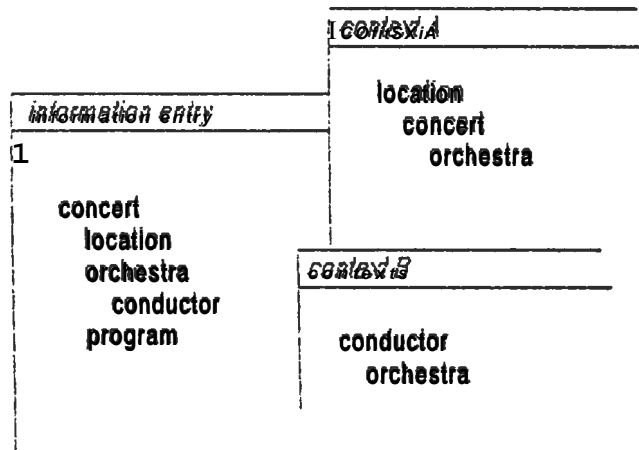 context A
location
concert
orchestra
information entry
1
concert
location
orchestra
conductor
program
context B
conductor
orchestra